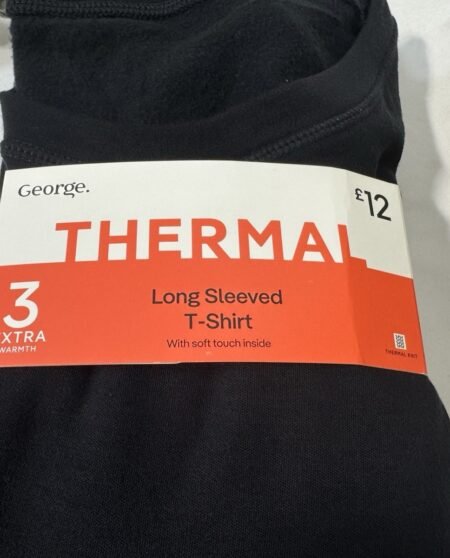 George.
£12
THERMAL
3
EXTRA
WARMTH
Long Sleeved
T-Shirt
With soft touch inside
THERMAL KNIT